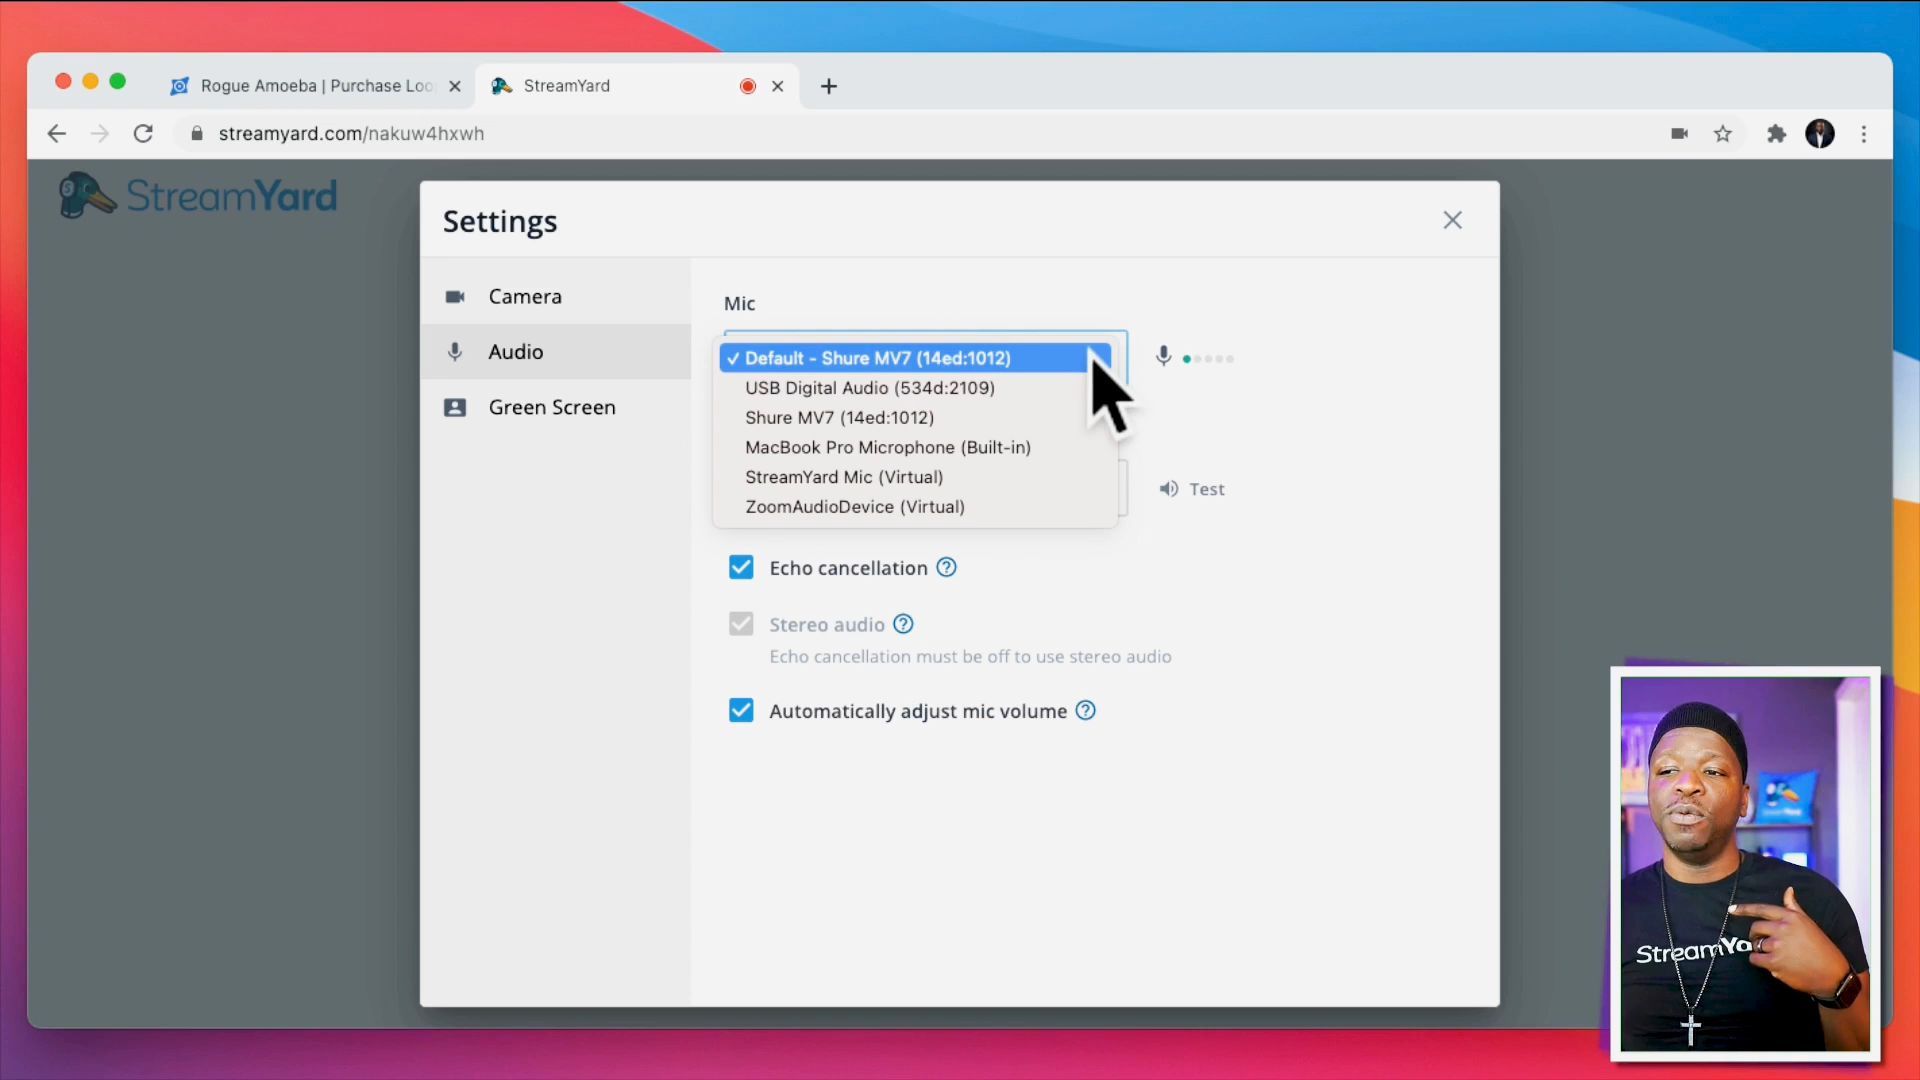 Rogue Amoeba | Purchase Loo
StreamYard
streamyard.com/nakuw4hxwh
StreamYard
Settings
Camera
Audio
Green Screen
Mic
✓ Default - Shure MV7 (14ed:1012)
USB Digital Audio (534d:2109)
Shure MV7 (14ed:1012)
MacBook Pro Microphone (Built-in)
StreamYard Mic (Virtual)
ZoomAudioDevice (Virtual)
Test
Echo cancellation
Stereo audio
Echo cancellation must be off to use stereo audio
Automatically adjust mic volume
StreamYa